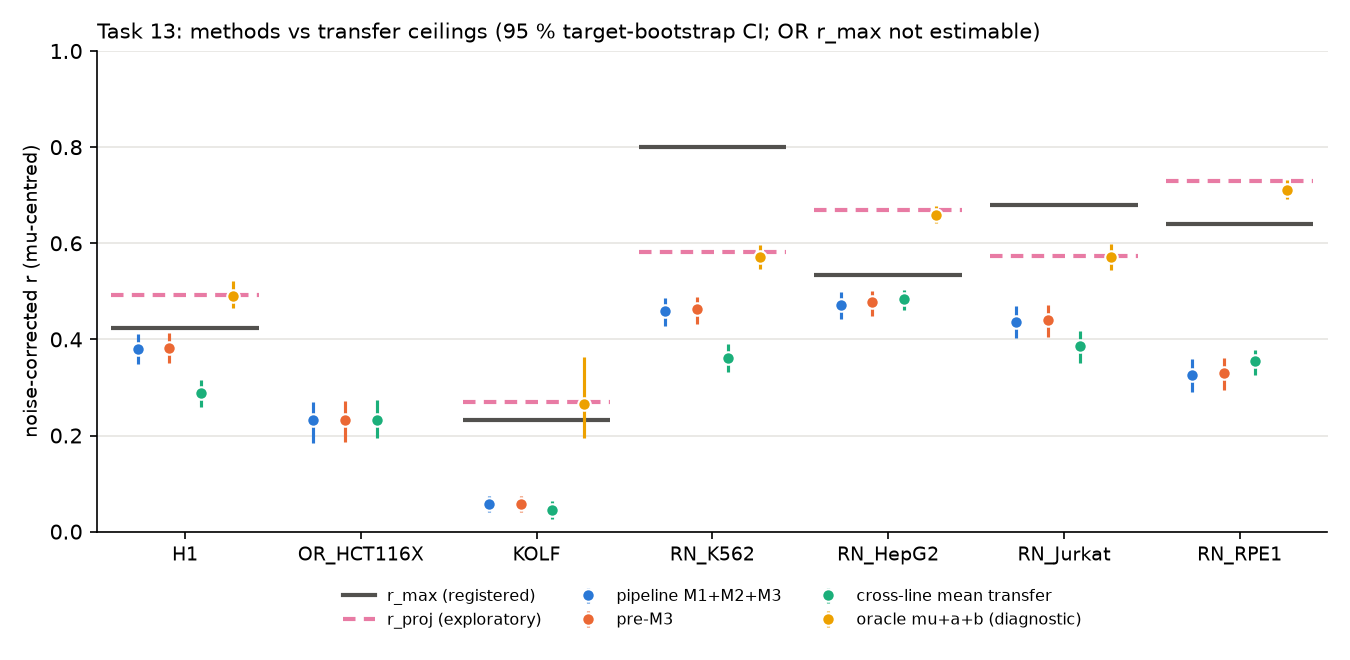 Task 13: methods vs transfer ceilings (95 % target-bootstrap CI; OR r_max not estimable)
noise-corrected r (mu-centred)
1.0
0.8
0.6
0.4
0.2
0.0
H1 OR_HCT116X KOLF RN_K562 RN_HepG2 RN_Jurkat RN_RPE1
r_max (registered) pipeline M1+M2+M3 cross-line mean transfer
r_proj (exploratory) pre-M3 oracle mu+a+b (diagnostic)